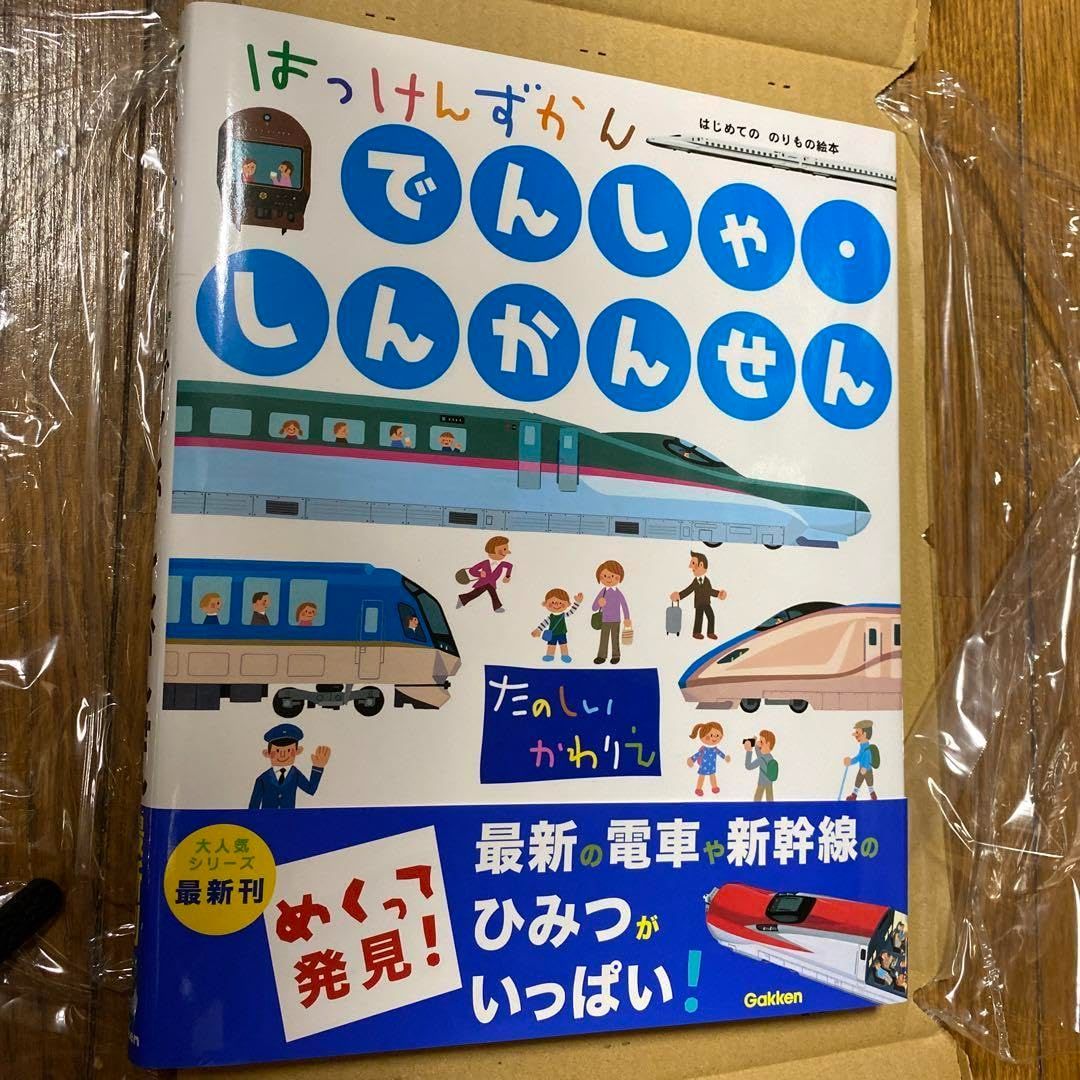 はっけんずかん
はじめての のりもの絵本
でんしゃ・
しんかんせん
たのしい
かわりえ
大人気
シリーズ
最新刊
めくって
発見!
最新の電車や新幹線の
ひみつが
いっぱい!
Gakken